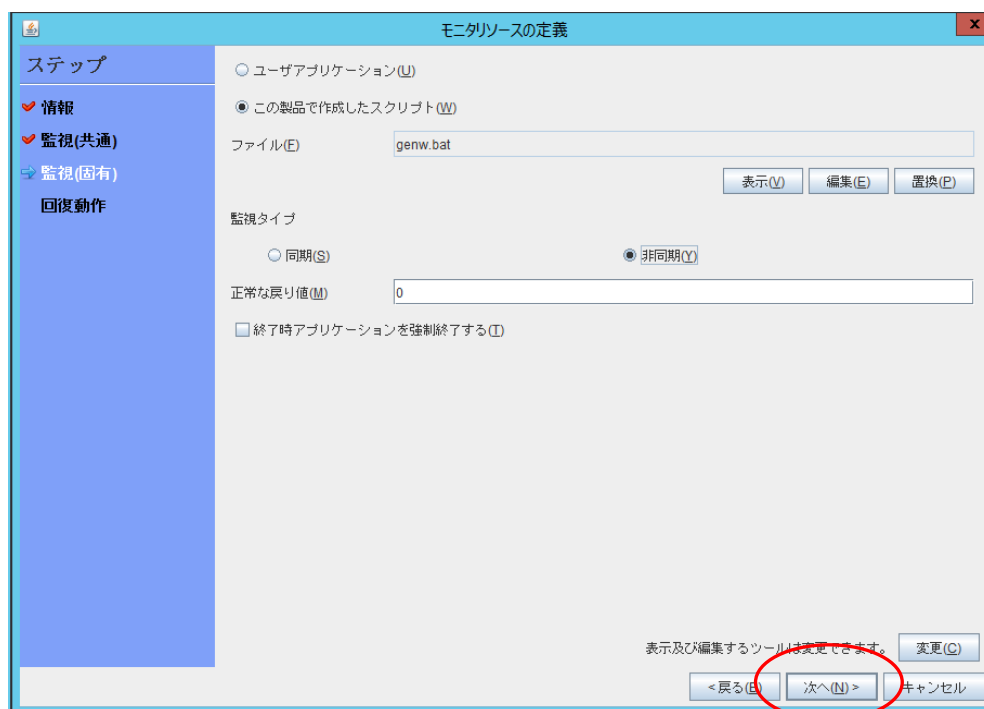 モニタリソースの定義
x
ステップ
情報
監視(共通)
監視(固有)
回復動作
ユーザアプリケーション(U)
この製品で作成したスクリプト(W)
ファイル(F) genw.bat
表示(V) 編集(E) 置換(P)
監視タイプ
同期(S) 非同期(Y)
正常な戻り値(M) 0
終了時アプリケーションを強制終了する(T)
表示及び編集するツールは変更できます。 変更(C)
<戻る(B) 次へ(N)> キャンセル